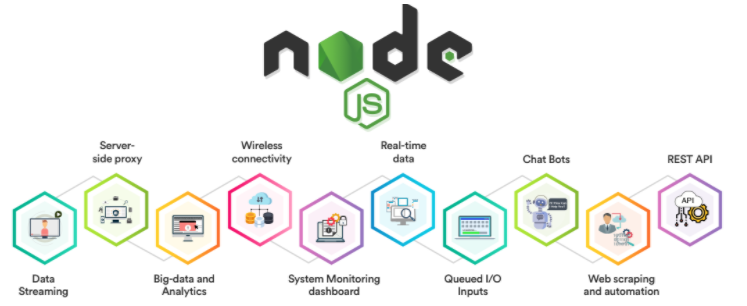 node
JS
Server-
side proxy
Wireless
connectivity
Real-time
data
Chat Bots
REST API
API
Data
Streaming
Big-data and
Analytics
System Monitoring
dashboard
Queued I/O
Inputs
Web scraping
and automation